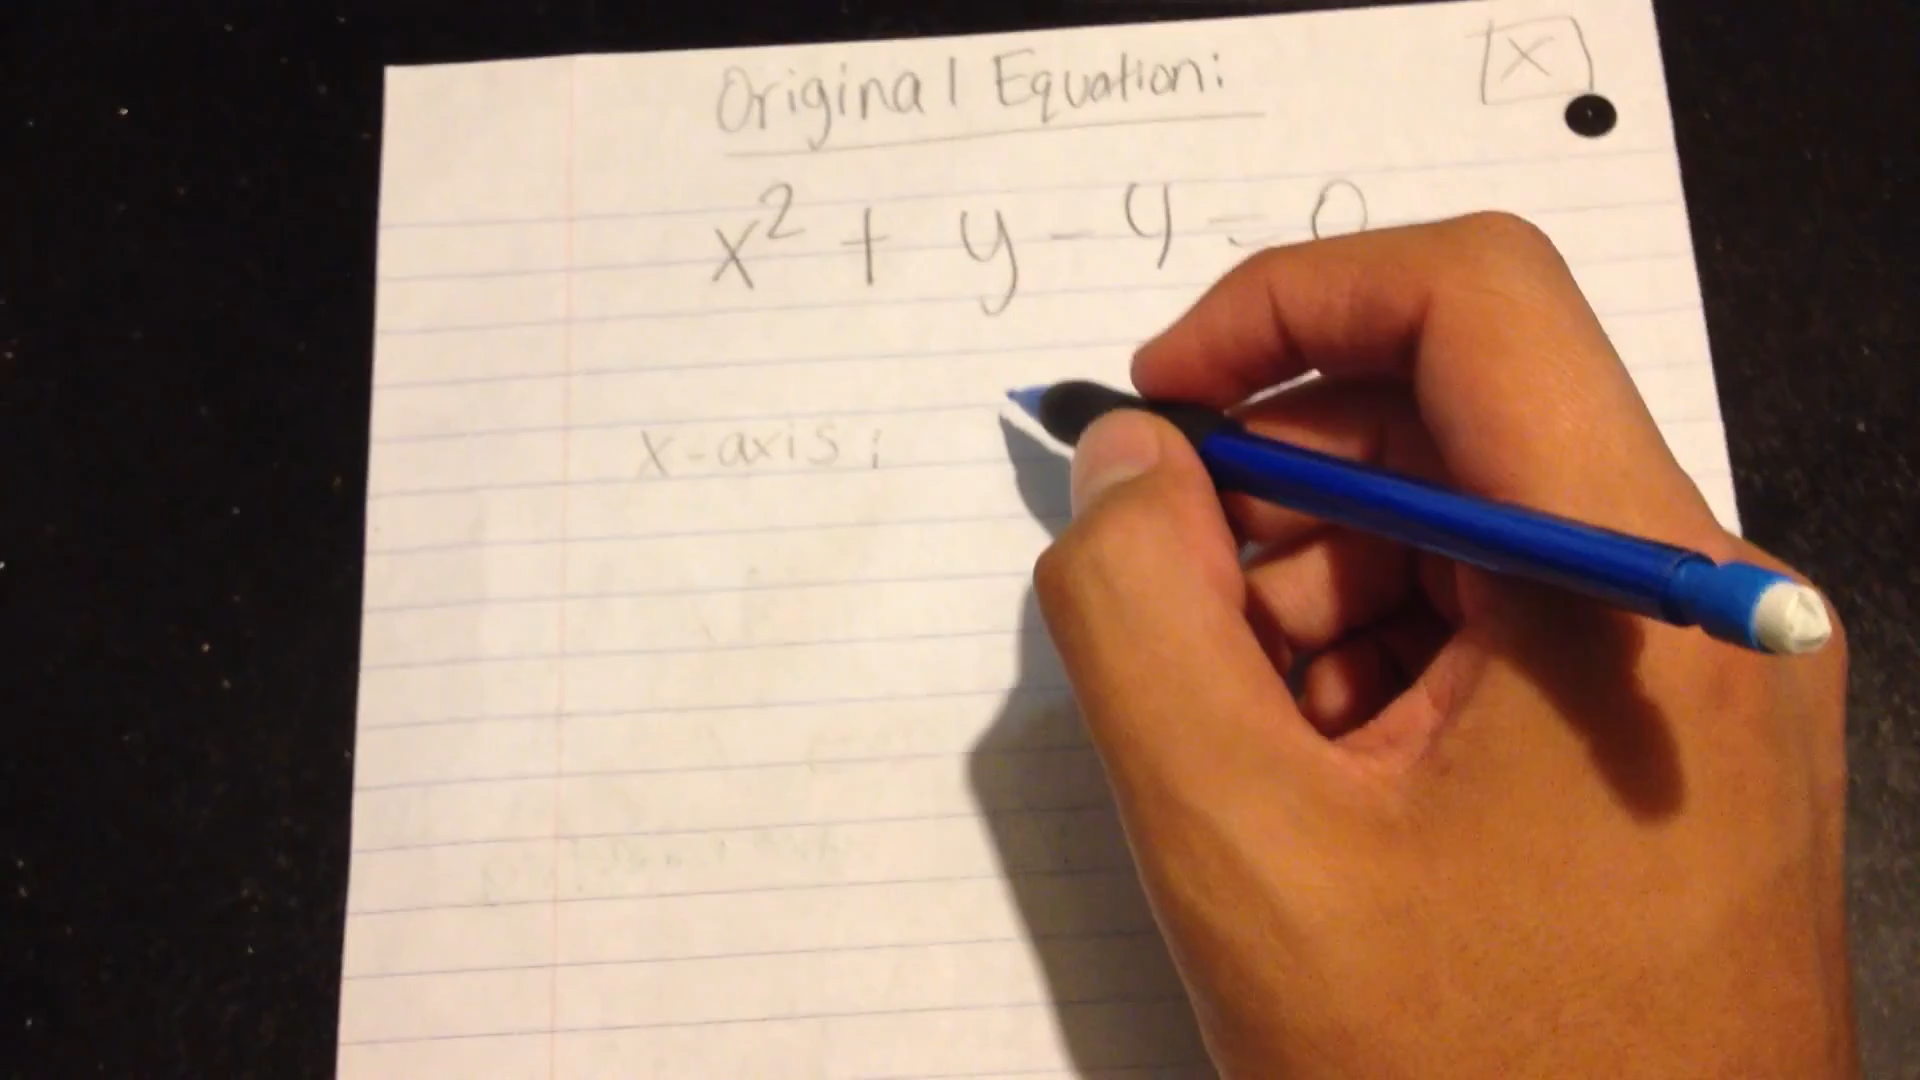 Original Equation:
X
x² + y - 4 = 0
x-axis: